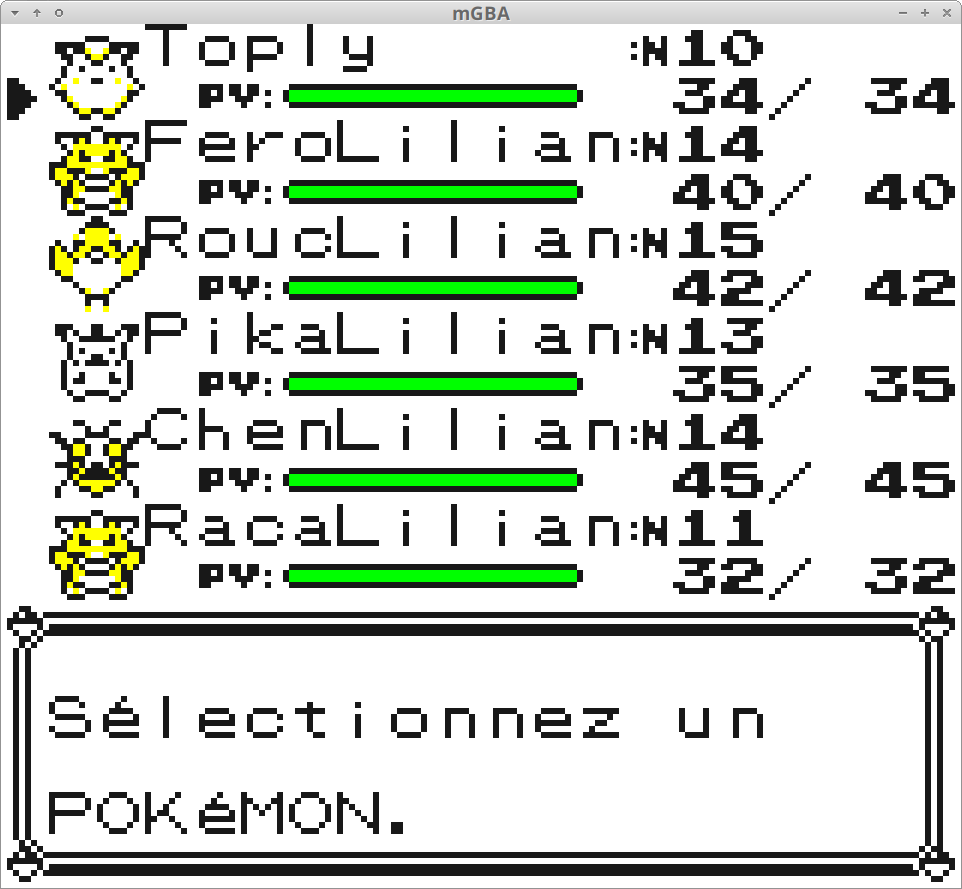 mGBA
Toply :N10
PV: 34/ 34
FeroLilian:N14
PV: 40/ 40
RoucLilian:N15
PV: 42/ 42
PikaLilian:N13
PV: 35/ 35
ChenLilian:N14
PV: 45/ 45
RacaLilian:N11
PV: 32/ 32
Sélectionnez un
POKéMON.